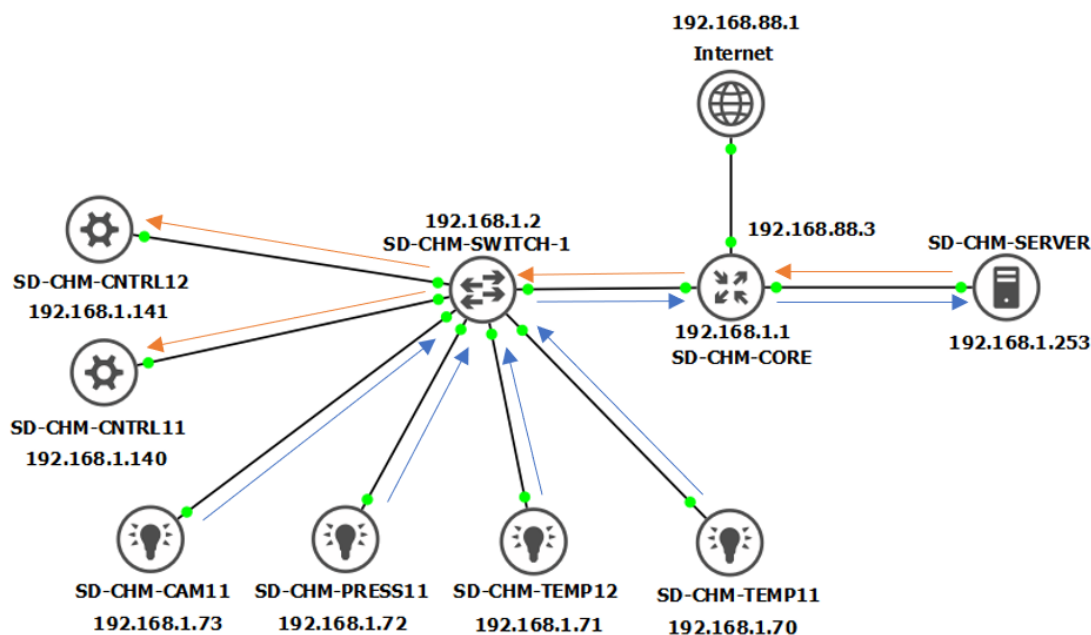 192.168.88.1
Internet
192.168.1.2
SD-CHM-SWITCH-1
192.168.88.3
SD-CHM-SERVER
SD-CHM-CNTRL12
192.168.1.141
192.168.1.1
SD-CHM-CORE
192.168.1.253
SD-CHM-CNTRL11
192.168.1.140
SD-CHM-CAM11
192.168.1.73
SD-CHM-PRESS11
192.168.1.72
SD-CHM-TEMP12
192.168.1.71
SD-CHM-TEMP11
192.168.1.70